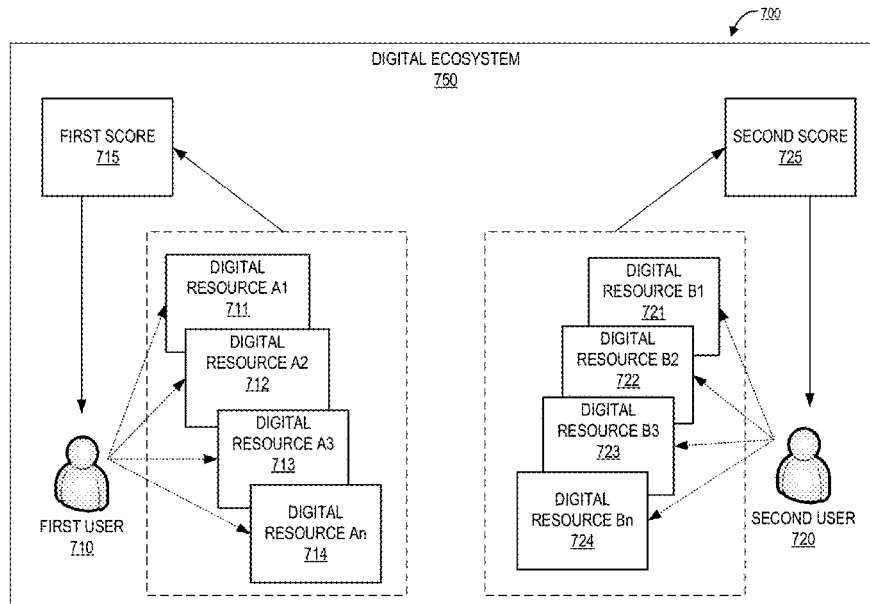 700
DIGITAL ECOSYSTEM
750
FIRST SCORE
715
SECOND SCORE
725
DIGITAL
RESOURCE A1
711
DIGITAL
RESOURCE A2
712
DIGITAL
RESOURCE A3
713
DIGITAL
RESOURCE An
714
DIGITAL
RESOURCE B1
721
DIGITAL
RESOURCE B2
722
DIGITAL
RESOURCE B3
723
DIGITAL
RESOURCE Bn
724
FIRST USER
710
SECOND USER
720